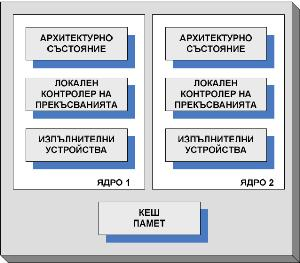 АРХИТЕКТУРНО
СЪСТОЯНИЕ
ЛОКАЛЕН
КОНТРОЛЕР НА
ПРЕКЪСВАНИЯТА
ИЗПЪЛНИТЕЛНИ
УСТРОЙСТВА
ЯДРО 1
АРХИТЕКТУРНО
СЪСТОЯНИЕ
ЛОКАЛЕН
КОНТРОЛЕР НА
ПРЕКЪСВАНИЯТА
ИЗПЪЛНИТЕЛНИ
УСТРОЙСТВА
ЯДРО 2
КЕШ
ПАМЕТ